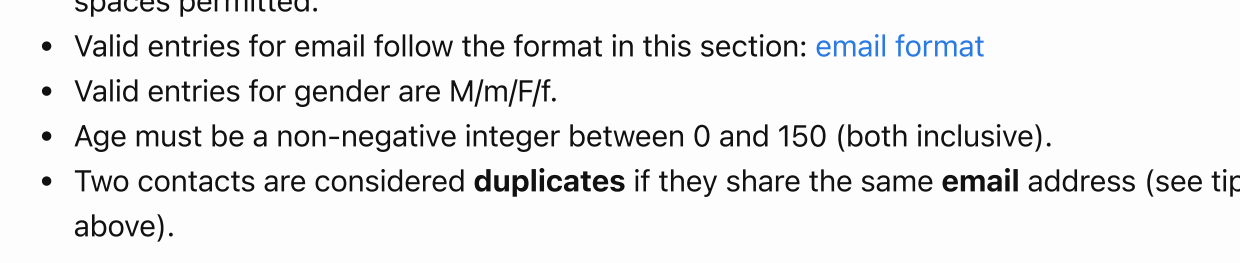 spaces permitted.
• Valid entries for email follow the format in this section: email format
• Valid entries for gender are M/m/F/f.
• Age must be a non-negative integer between 0 and 150 (both inclusive).
• Two contacts are considered duplicates if they share the same email address (see tip
above).